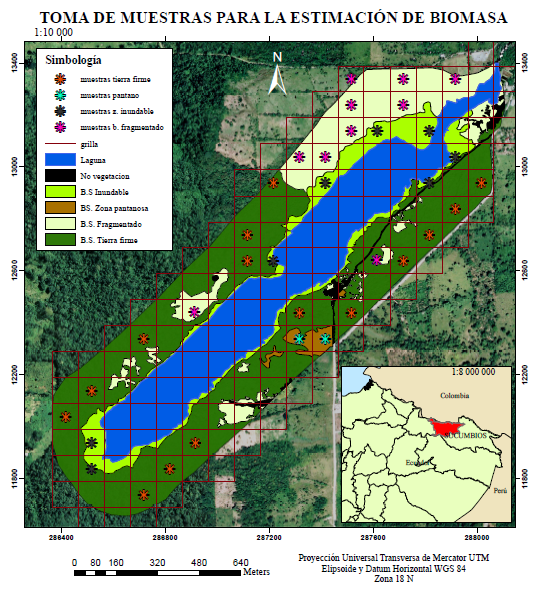 TOMA DE MUESTRAS PARA LA ESTIMACIÓN DE BIOMASA
1:10 000
Simbología
muestras tierra firme
muestras pantano
muestras z. inundable
muestras b. fragmentado
grilla
Laguna
No vegetacion
B.S Inundable
BS. Zona pantanosa
B.S. Fragmentado
B.S. Tierra firme
N
13400
13000
12600
12200
11800
13400
13000
12600
12200
11800
1:8 000 000
Colombia
SUCUMBIOS
Ecuador
Perú
286400
286800
287200
287600
288000
0 80 160 320 480 640
Meters
Proyección Universal Transversa de Mercator UTM
Elipsoide y Datum Horizontal WGS 84
Zona 18 N